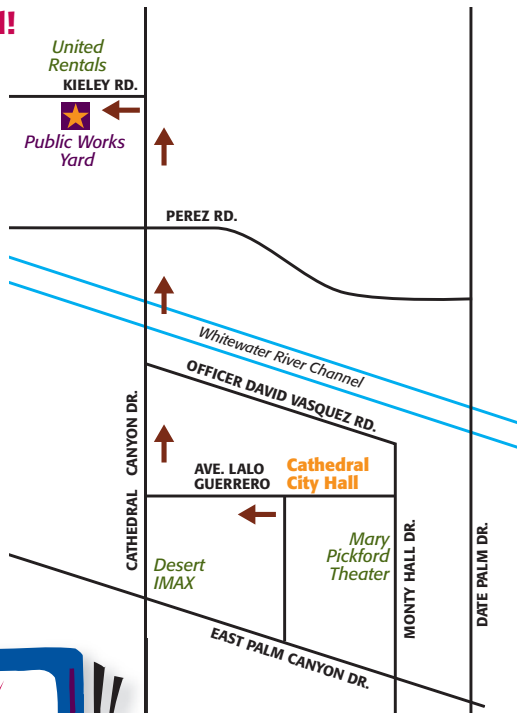 !
United
Rentals
KIELEY RD.
Public Works
Yard
PEREZ RD.
Whitewater River Channel
OFFICER DAVID VASQUEZ RD.
CATHEDRAL CANYON DR.
AVE. LALO
GUERRERO
Cathedral
City Hall
Desert
IMAX
Mary
Pickford
Theater
MONTY HALL DR.
DATE PALM DR.
EAST PALM CANYON DR.